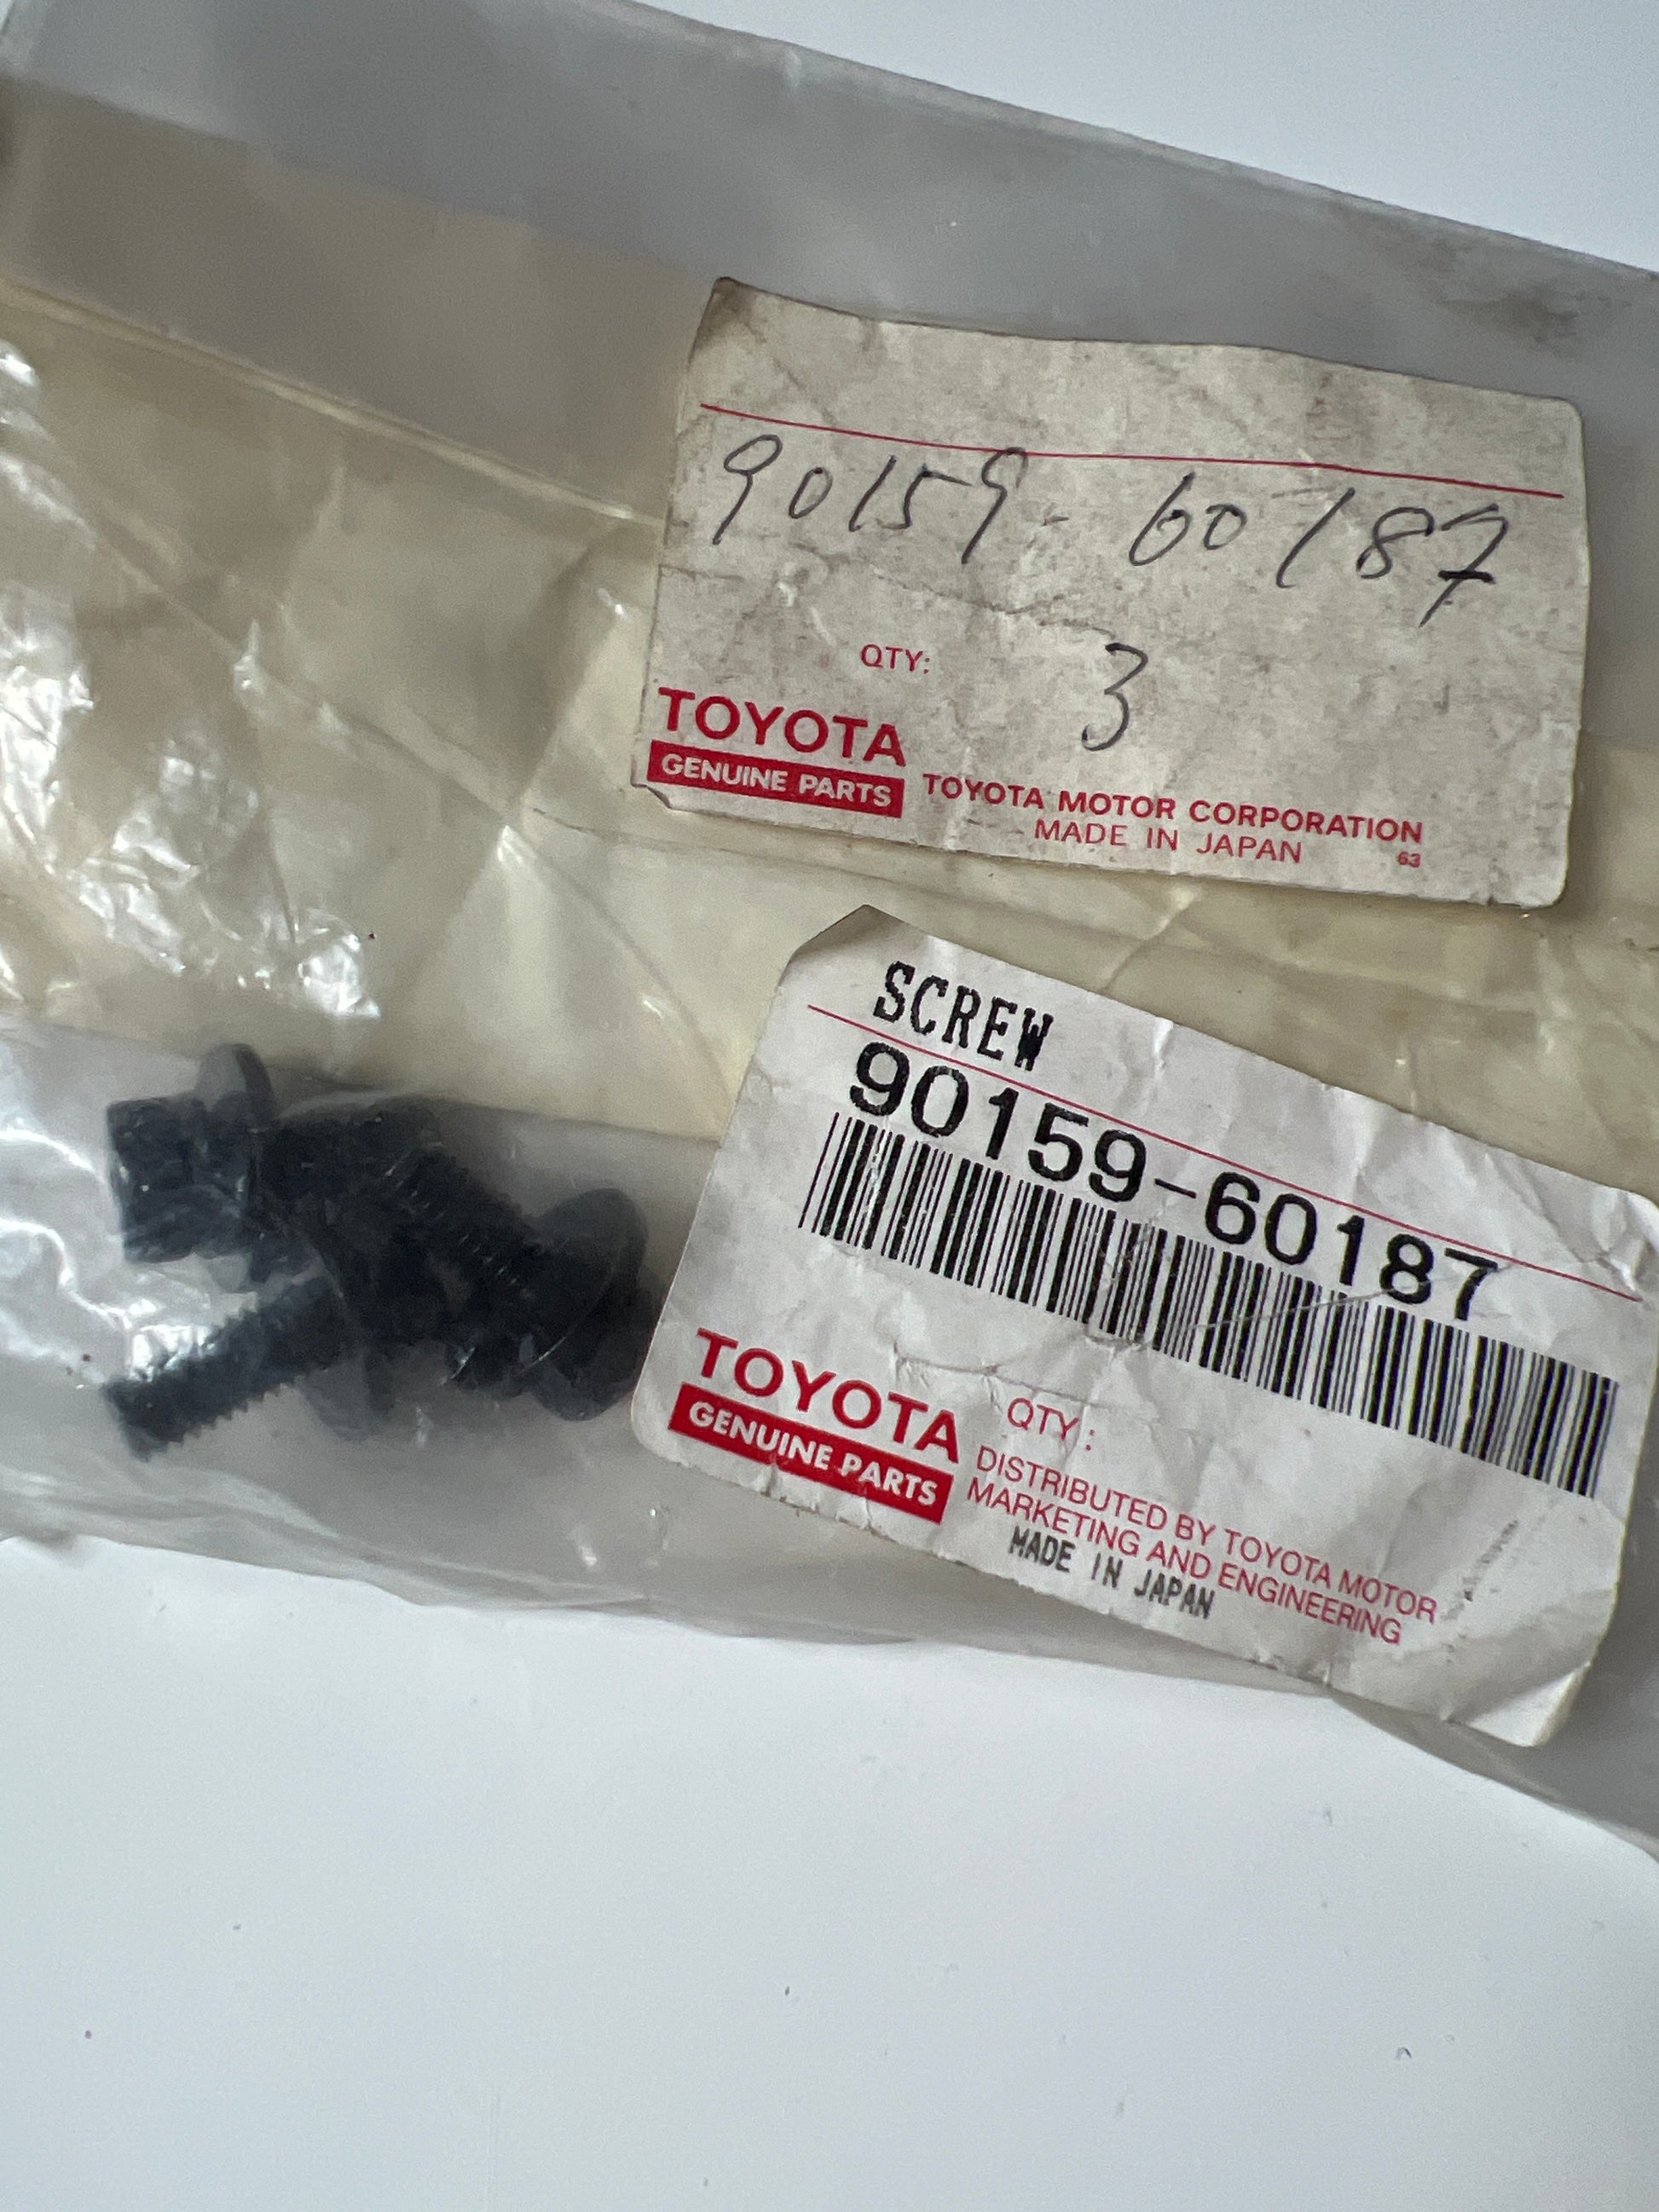 90159-60187
QTY: 3
TOYOTA
GENUINE PARTS
TOYOTA MOTOR CORPORATION
MADE IN JAPAN
63
SCREW
90159-60187
QTY:
TOYOTA
GENUINE PARTS
DISTRIBUTED BY TOYOTA MOTOR
MARKETING AND ENGINEERING
MADE IN JAPAN